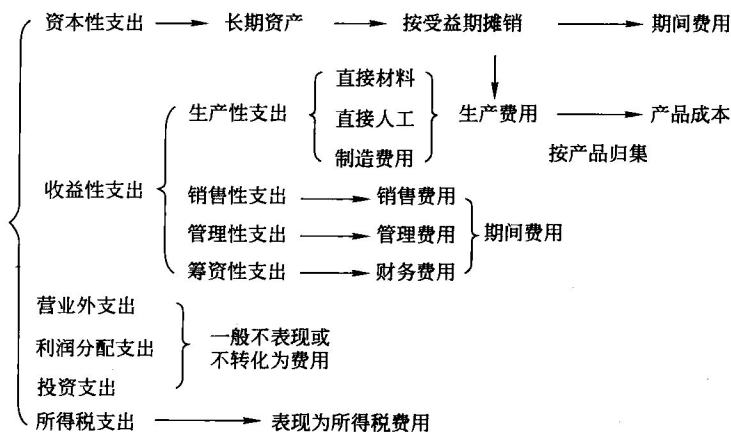 资本性支出 长期资产 按受益期摊销 期间费用
直接材料
生产性支出 直接人工 生产费用 产品成本
制造费用 按产品归集
收益性支出 销售性支出 销售费用
管理性支出 管理费用 期间费用
筹资性支出 财务费用
营业外支出
利润分配支出 一般不表现或
不转化为费用
投资支出
所得税支出 表现为所得税费用